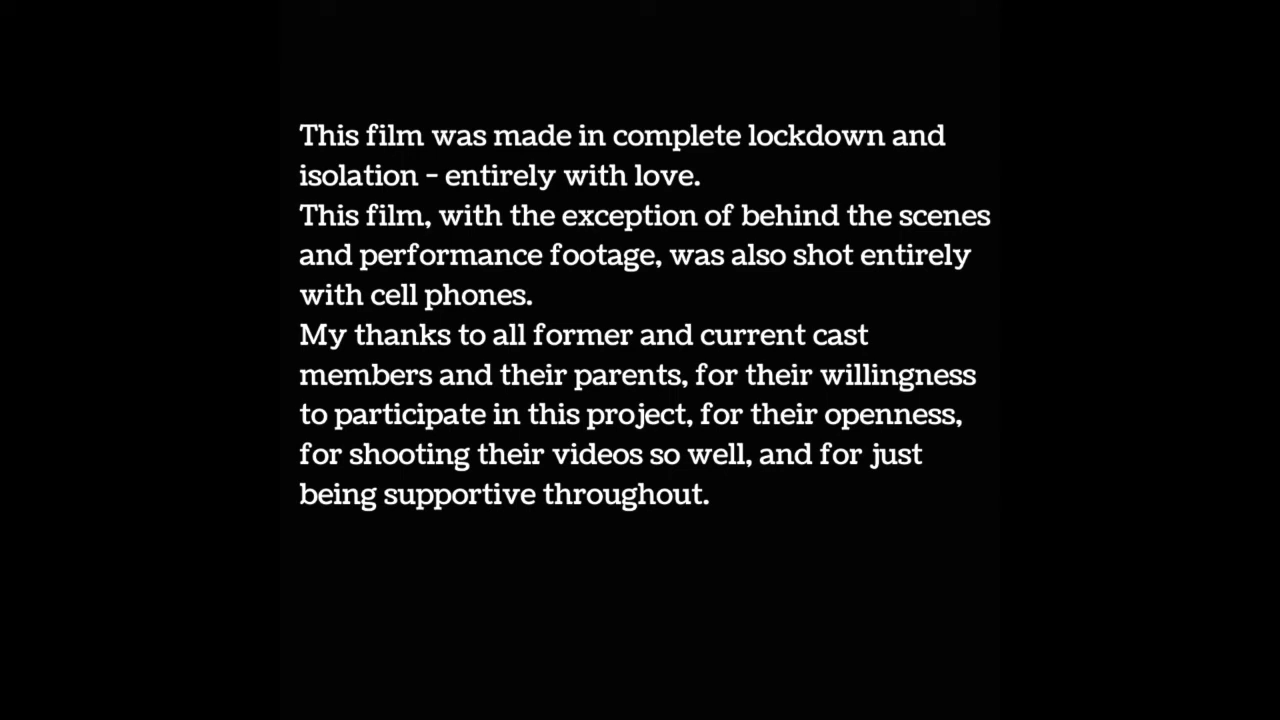 This film was made in complete lockdown and
isolation - entirely with love.
This film, with the exception of behind the scenes
and performance footage, was also shot entirely
with cell phones.
My thanks to all former and current cast
members and their parents, for their willingness
to participate in this project, for their openness,
for shooting their videos so well, and for just
being supportive throughout.